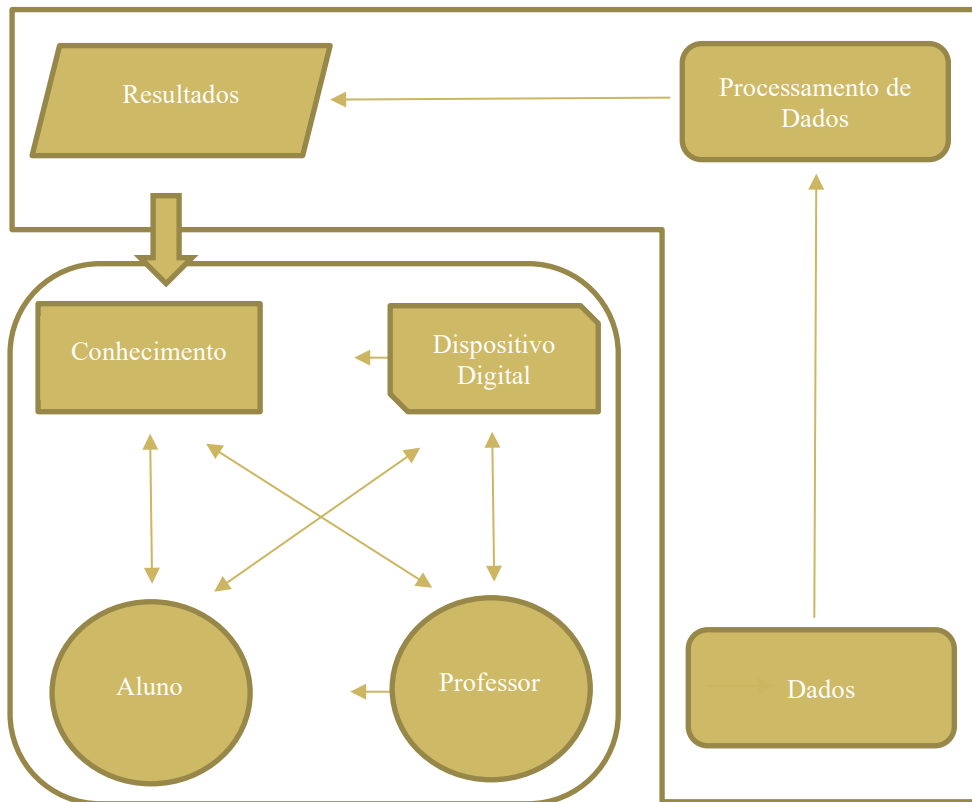 Resultados
Processamento de
Dados
Conhecimento
Dispositivo
Digital
Aluno
Professor
Dados